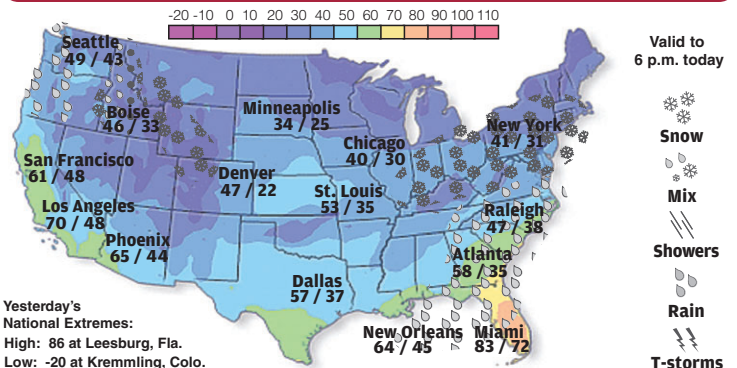 -20 -10 0 10 20 30 40 50 60 70 80 90 100 110
Valid to
6 p.m. today
Snow
Mix
Showers
Rain
T-storms
Seattle
49 / 43
Boise
46 / 33
Minneapolis
34 / 25
New York
41 / 31
Chicago
40 / 30
San Francisco
61 / 48
Denver
47 / 22
St. Louis
53 / 35
Los Angeles
70 / 48
Raleigh
47 / 38
Phoenix
65 / 44
Atlanta
58 / 35
Dallas
57 / 37
New Orleans
64 / 45
Miami
83 / 72
Yesterday's
National Extremes:
High: 86 at Leesburg, Fla.
Low: -20 at Kremmling, Colo.